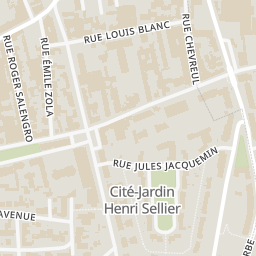 RUE LOUIS BLANC
RUE CHEVREUL
RUE ROGER SALENGRO
RUE ÉMILE ZOLA
RUE JULES JACQUEMIN
Cité-Jardin
Henri Sellier
AVENUE